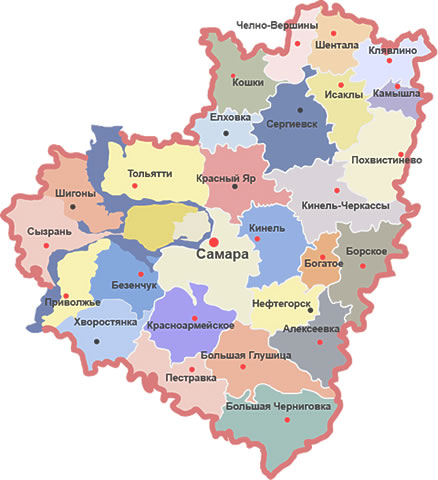 Челно-Вершины
Шентала
Клявлино
Кошки
Исаклы
Камышла
Елховка
Сергиевск
Похвистнево
Тольятти
Красный Яр
Шигоны
Кинель-Черкассы
Сызрань
Кинель
Самара
Борское
Богатое
Безенчук
Приволжье
Нефтегорск
Хворостянка
Красноармейское
Алексеевка
Большая Глушица
Пестравка
Большая Черниговка